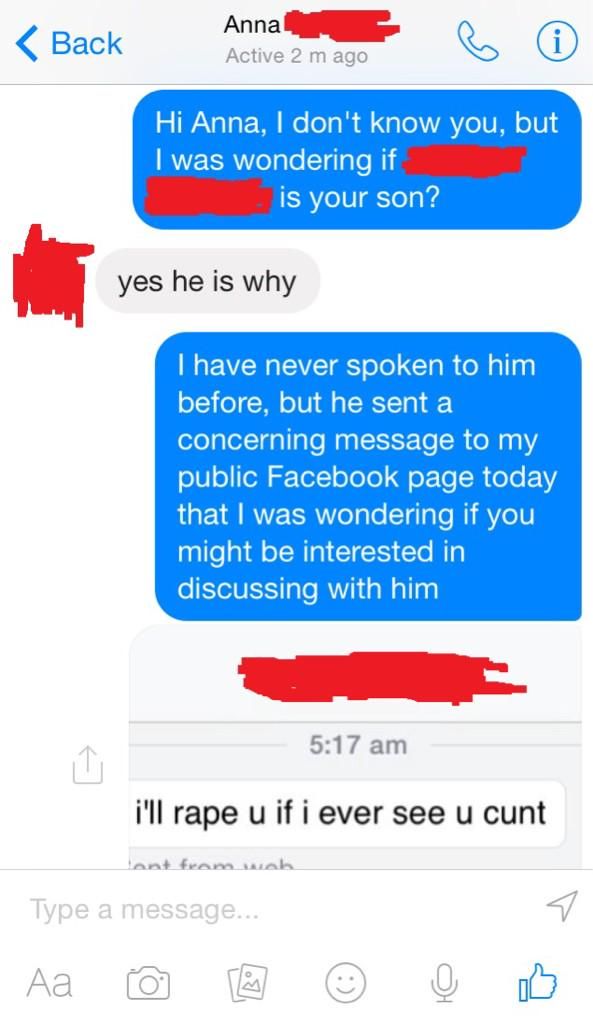 Back
Anna
Active 2 m ago
Hi Anna, I don't know you, but
I was wondering if
is your son?
yes he is why
I have never spoken to him
before, but he sent a
concerning message to my
public Facebook page today
that I was wondering if you
might be interested in
discussing with him
5:17 am
i'll rape u if i ever see u cunt
ent from web
Type a message...
Aa